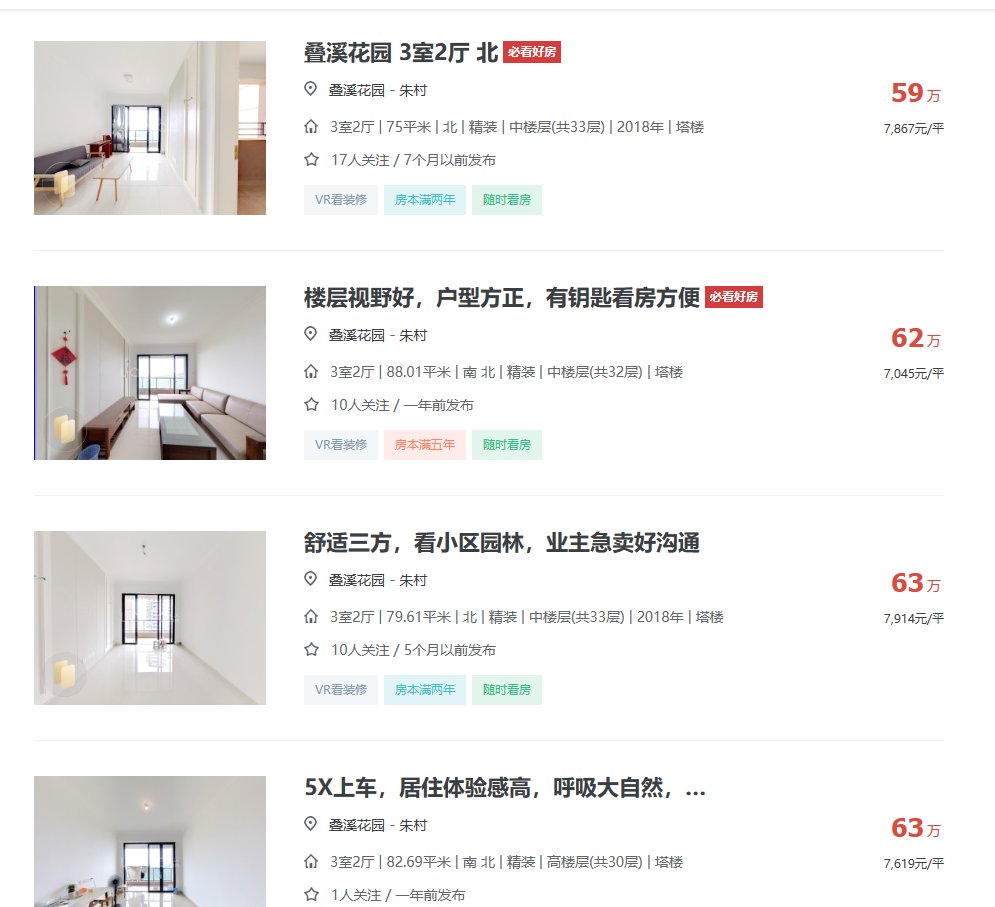 叠溪花园 3室2厅 北 必看好房
叠溪花园 - 朱村
59万
3室2厅 | 75平米 | 北 | 精装 | 中楼层(共33层) | 2018年 | 塔楼
7,867元/平
17人关注 / 7个月以前发布
VR看装修 房本满两年 随时看房
楼层视野好，户型方正，有钥匙看房方便 必看好房
叠溪花园 - 朱村
62万
3室2厅 | 88.01平米 | 南 北 | 精装 | 中楼层(共32层) | 塔楼
7,045元/平
10人关注 / 一年前发布
VR看装修 房本满五年 随时看房
舒适三方，看小区园林，业主急卖好沟通
叠溪花园 - 朱村
63万
3室2厅 | 79.61平米 | 北 | 精装 | 中楼层(共33层) | 2018年 | 塔楼
7,914元/平
10人关注 / 5个月以前发布
VR看装修 房本满两年 随时看房
5X上车，居住体验感高，呼吸大自然，...
叠溪花园 - 朱村
63万
3室2厅 | 82.69平米 | 南 北 | 精装 | 高楼层(共30层) | 塔楼
7,619元/平
1人关注 / 一年前发布